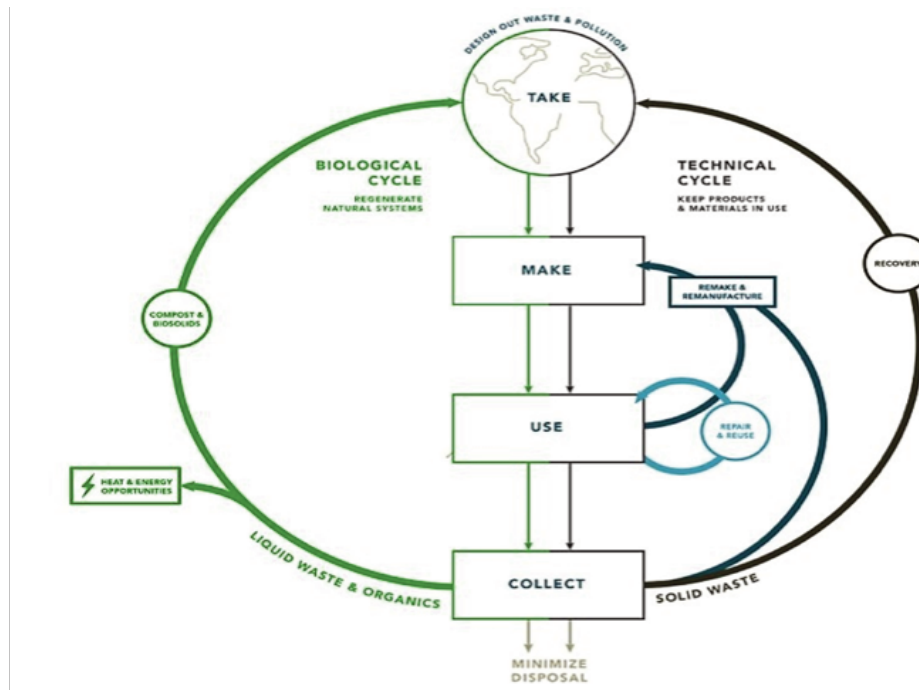 DESIGN OUT WASTE & POLLUTION
TAKE
BIOLOGICAL
CYCLE
REGENERATE
NATURAL SYSTEMS
TECHNICAL
CYCLE
KEEP PRODUCTS
& MATERIALS IN USE
MAKE
RECOVERY
REMAKE &
REMANUFACTURE
COMPOST &
BIOSOLIDS
USE
REPAIR
& REUSE
HEAT & ENERGY
OPPORTUNITIES
LIQUID WASTE & ORGANICS
COLLECT
SOLID WASTE
MINIMIZE
DISPOSAL